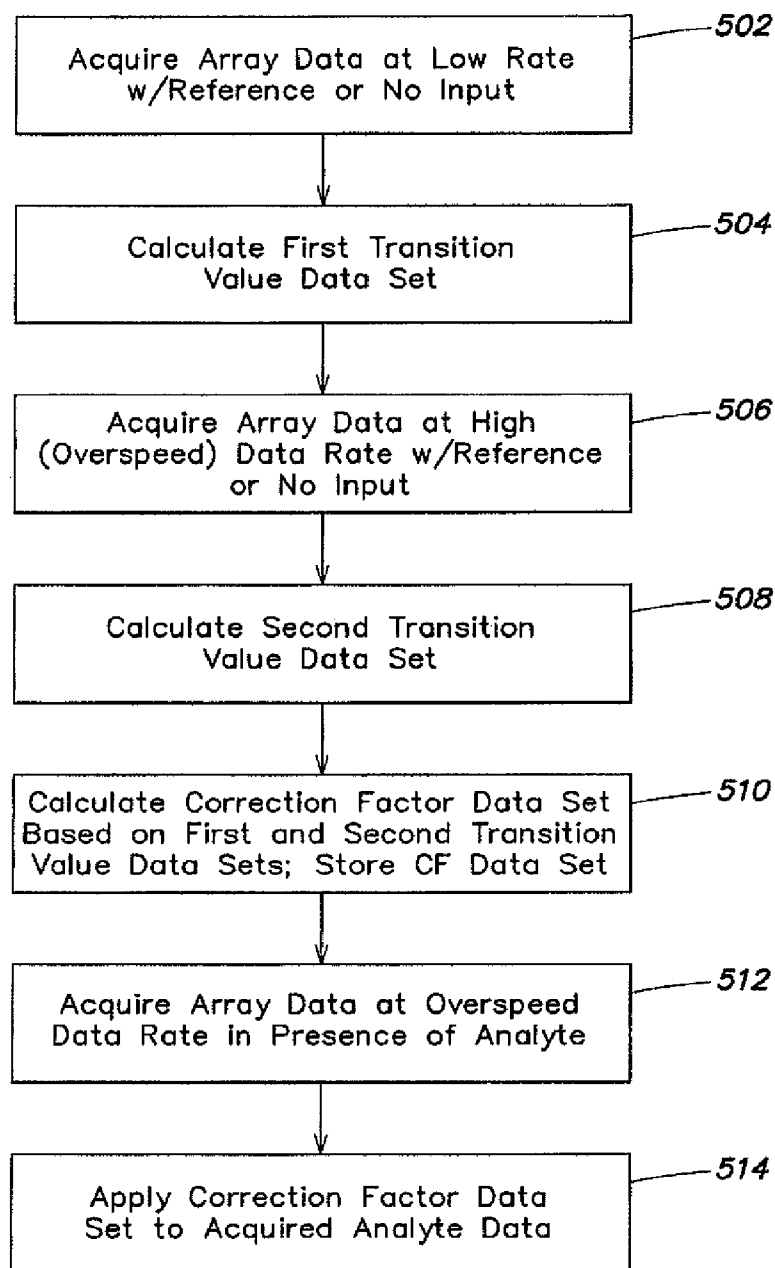 502
Acquire Array Data at Low Rate
w/Reference or No Input
504
Calculate First Transition
Value Data Set
506
Acquire Array Data at High
(Overspeed) Data Rate w/Reference
or No Input
508
Calculate Second Transition
Value Data Set
510
Calculate Correction Factor Data Set
Based on First and Second Transition
Value Data Sets; Store CF Data Set
512
Acquire Array Data at Overspeed
Data Rate in Presence of Analyte
514
Apply Correction Factor Data
Set to Acquired Analyte Data